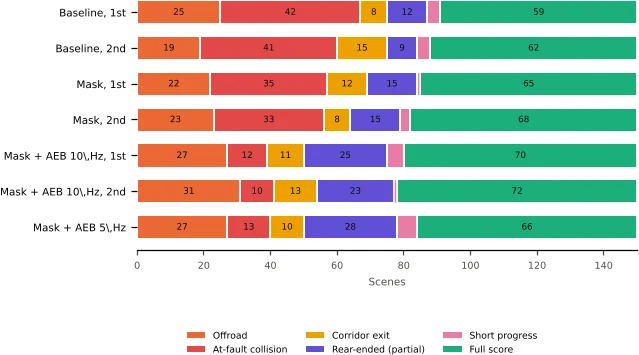 Baseline, 1st 25 42 8 12 59
Baseline, 2nd 19 41 15 9 62
Mask, 1st 22 35 12 15 65
Mask, 2nd 23 33 8 15 68
Mask + AEB 10\,Hz, 1st 27 12 11 25 70
Mask + AEB 10\,Hz, 2nd 31 10 13 23 72
Mask + AEB 5\,Hz 27 13 10 28 66
0 20 40 60 80 100 120 140
Scenes
Offroad Corridor exit Short progress
At-fault collision Rear-ended (partial) Full score